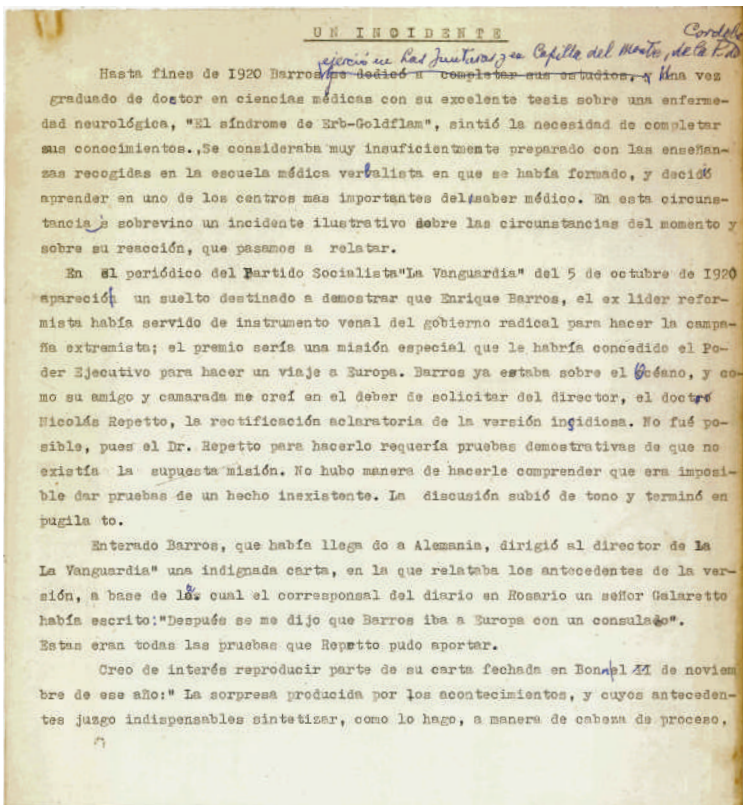 UN INCIDENTE
ejerció en Las Junturas y en Capilla del Monte, de la P. de Cordoba
Hasta fines de 1920 Barros se dedicó a completar sus estudios, y Una vez
graduado de doctor en ciencias médicas con su excelente tesis sobre una enferme-
dad neurológica, "El síndrome de Erb-Goldflam", sintió la necesidad de completar
sus conocimientos.,Se consideraba muy insuficientemente preparado con las enseñan-
zas recogidas en la escuela médica verbalista en que se había formado, y decidió
aprender en uno de los centros mas importantes del saber médico. En esta circuns-
tancia s sobrevino un incidente ilustrativo sobre las circunstancias del momento y
sobre su reacción, que pasamos a relatar.
En el periódico del Partido Socialista"La Vanguardia" del 5 de octubre de 1920
apareció un suelto destinado a demostrar que Enrique Barros, el ex lider refor-
mista había servido de instrumento venal del gobierno radical para hacer la campa-
ña extremista; el premio sería una misión especial que le habría concedido el Po-
der Ejecutivo para hacer un viaje a Europa. Barros ya estaba sobre el Océano, y co-
mo su amigo y camarada me creí en el deber de solicitar del director, el doctro
Nicolás Repetto, la rectificación aclaratoria de la versión insidiosa. No fué po-
sible, pues el Dr. Repetto para hacerlo requería pruebas demostrativas de que no
existía la supuesta misión. No hubo manera de hacerle comprender que era imposi-
ble dar pruebas de un hecho inexistente. La discusión subió de tono y terminó en
pugila to.
Enterado Barros, que había llega do a Alemania, dirigió al director de la
La Vanguardia" una indignada carta, en la que relataba los antecedentes de la ver-
sión, a base de la cual el corresponsal del diario en Rosario un señor Galaretto
había escrito:"Después se me dijo que Barros iba a Europa con un consulado".
Estas eran todas las pruebas que Repetto pudo aportar.
Creo de interés reproducir parte de su carta fechada en Bonn el II de noviem
bre de ese año:" La sorpresa producida por los acontecimientos, y cuyos anteceden-
tes juzgo indispensables sintetizar, como lo hago, a manera de cabeza de proceso,